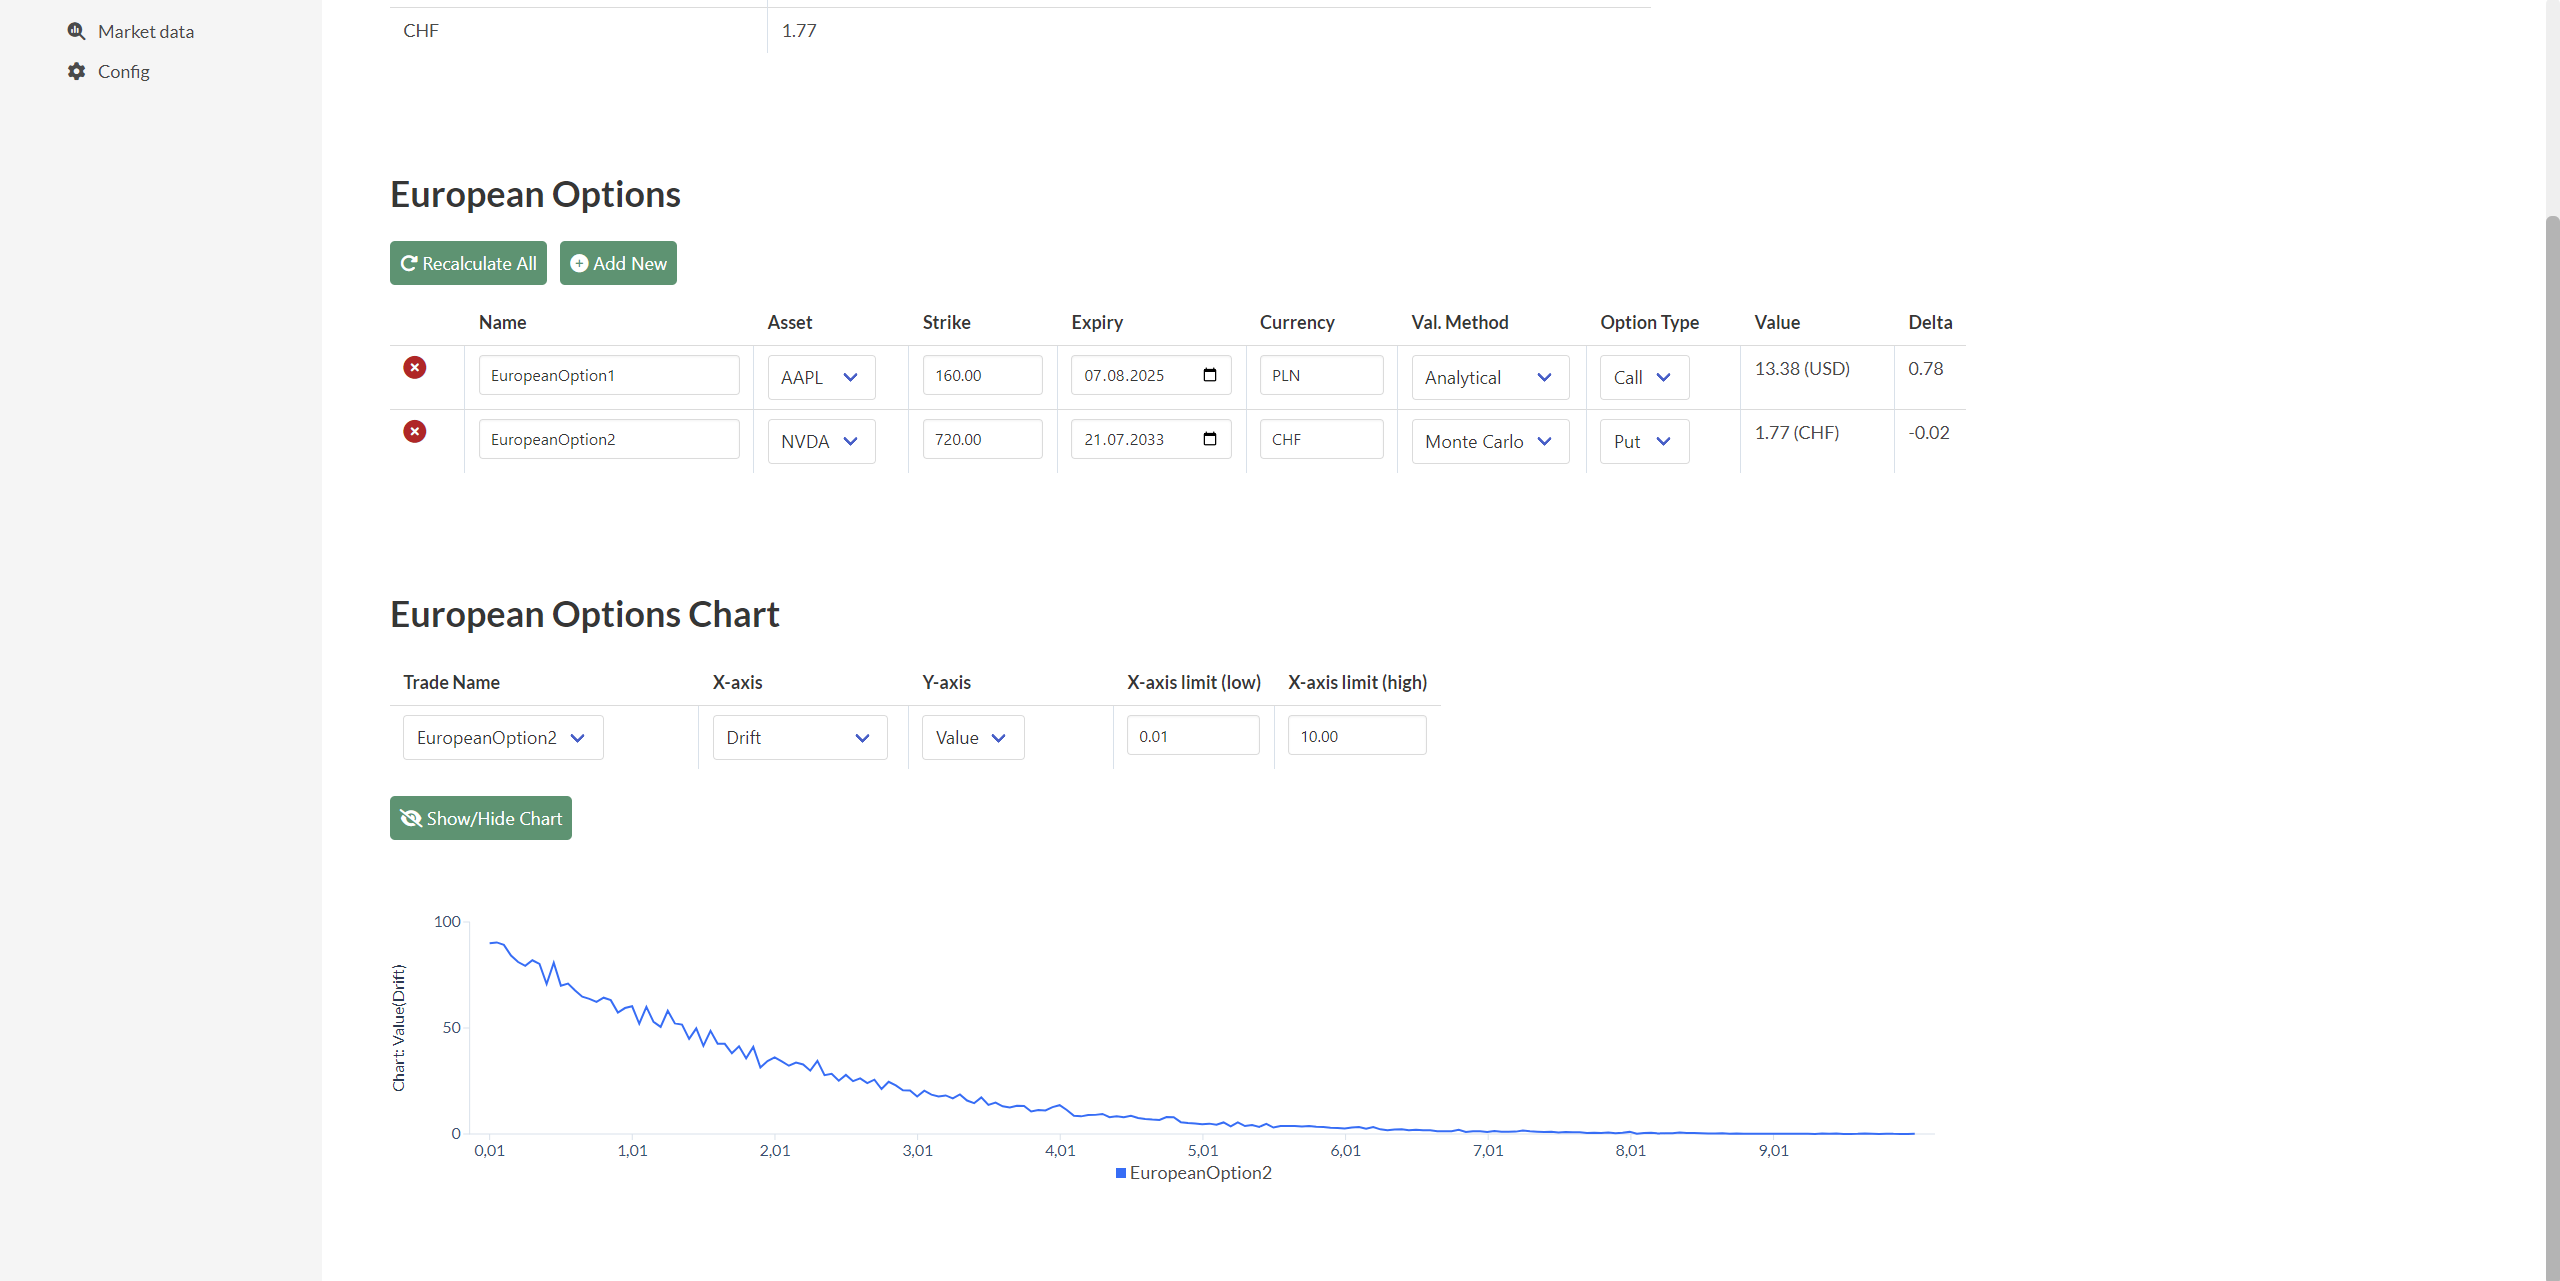 Market data
CHF 1.77
Config
European Options
Recalculate All Add New
Name Asset Strike Expiry Currency Val. Method Option Type Value Delta
EuropeanOption1 AAPL 160.00 07.08.2025 PLN Analytical Call 13.38 (USD) 0.78
EuropeanOption2 NVDA 720.00 21.07.2033 CHF Monte Carlo Put 1.77 (CHF) -0.02
European Options Chart
Trade Name X-axis Y-axis X-axis limit (low) X-axis limit (high)
EuropeanOption2 Drift Value 0.01 10.00
Show/Hide Chart
100
50
0
Chart: Value(Drift)
0,01 1,01 2,01 3,01 4,01 5,01 6,01 7,01 8,01 9,01
EuropeanOption2